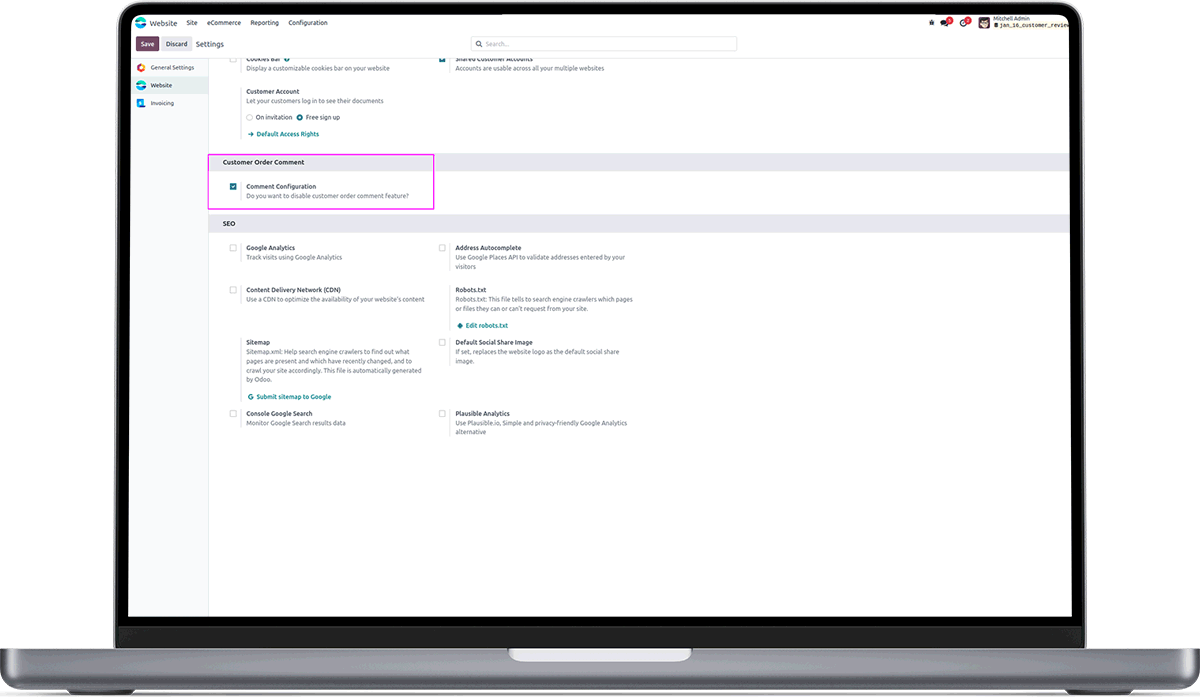 Website Site eCommerce Reporting Configuration
Mitchell Admin
jan_16_customer_review
Save Discard Settings
Search...
General Settings
Website
Invoicing
Cookies Bar
Display a customizable cookies bar on your website
Shared Customer Accounts
Accounts are usable across all your multiple websites
Customer Account
Let your customers log in to see their documents
On invitation Free sign up
Default Access Rights
Customer Order Comment
Comment Configuration
Do you want to disable customer order comment feature?
SEO
Google Analytics
Track visits using Google Analytics
Address Autocomplete
Use Google Places API to validate addresses entered by your
visitors
Content Delivery Network (CDN)
Use a CDN to optimize the availability of your website's content
Robots.txt
Robots.txt: This file tells to search engine crawlers which pages
or files they can or can't request from your site.
Edit robots.txt
Sitemap
Sitemap.xml: Help search engine crawlers to find out what
pages are present and which have recently changed, and to
crawl your site accordingly. This file is automatically generated
by Odoo.
Submit sitemap to Google
Default Social Share Image
If set, replaces the website logo as the default social share
image.
Console Google Search
Monitor Google Search results data
Plausible Analytics
Use Plausible.io, Simple and privacy-friendly Google Analytics
alternative